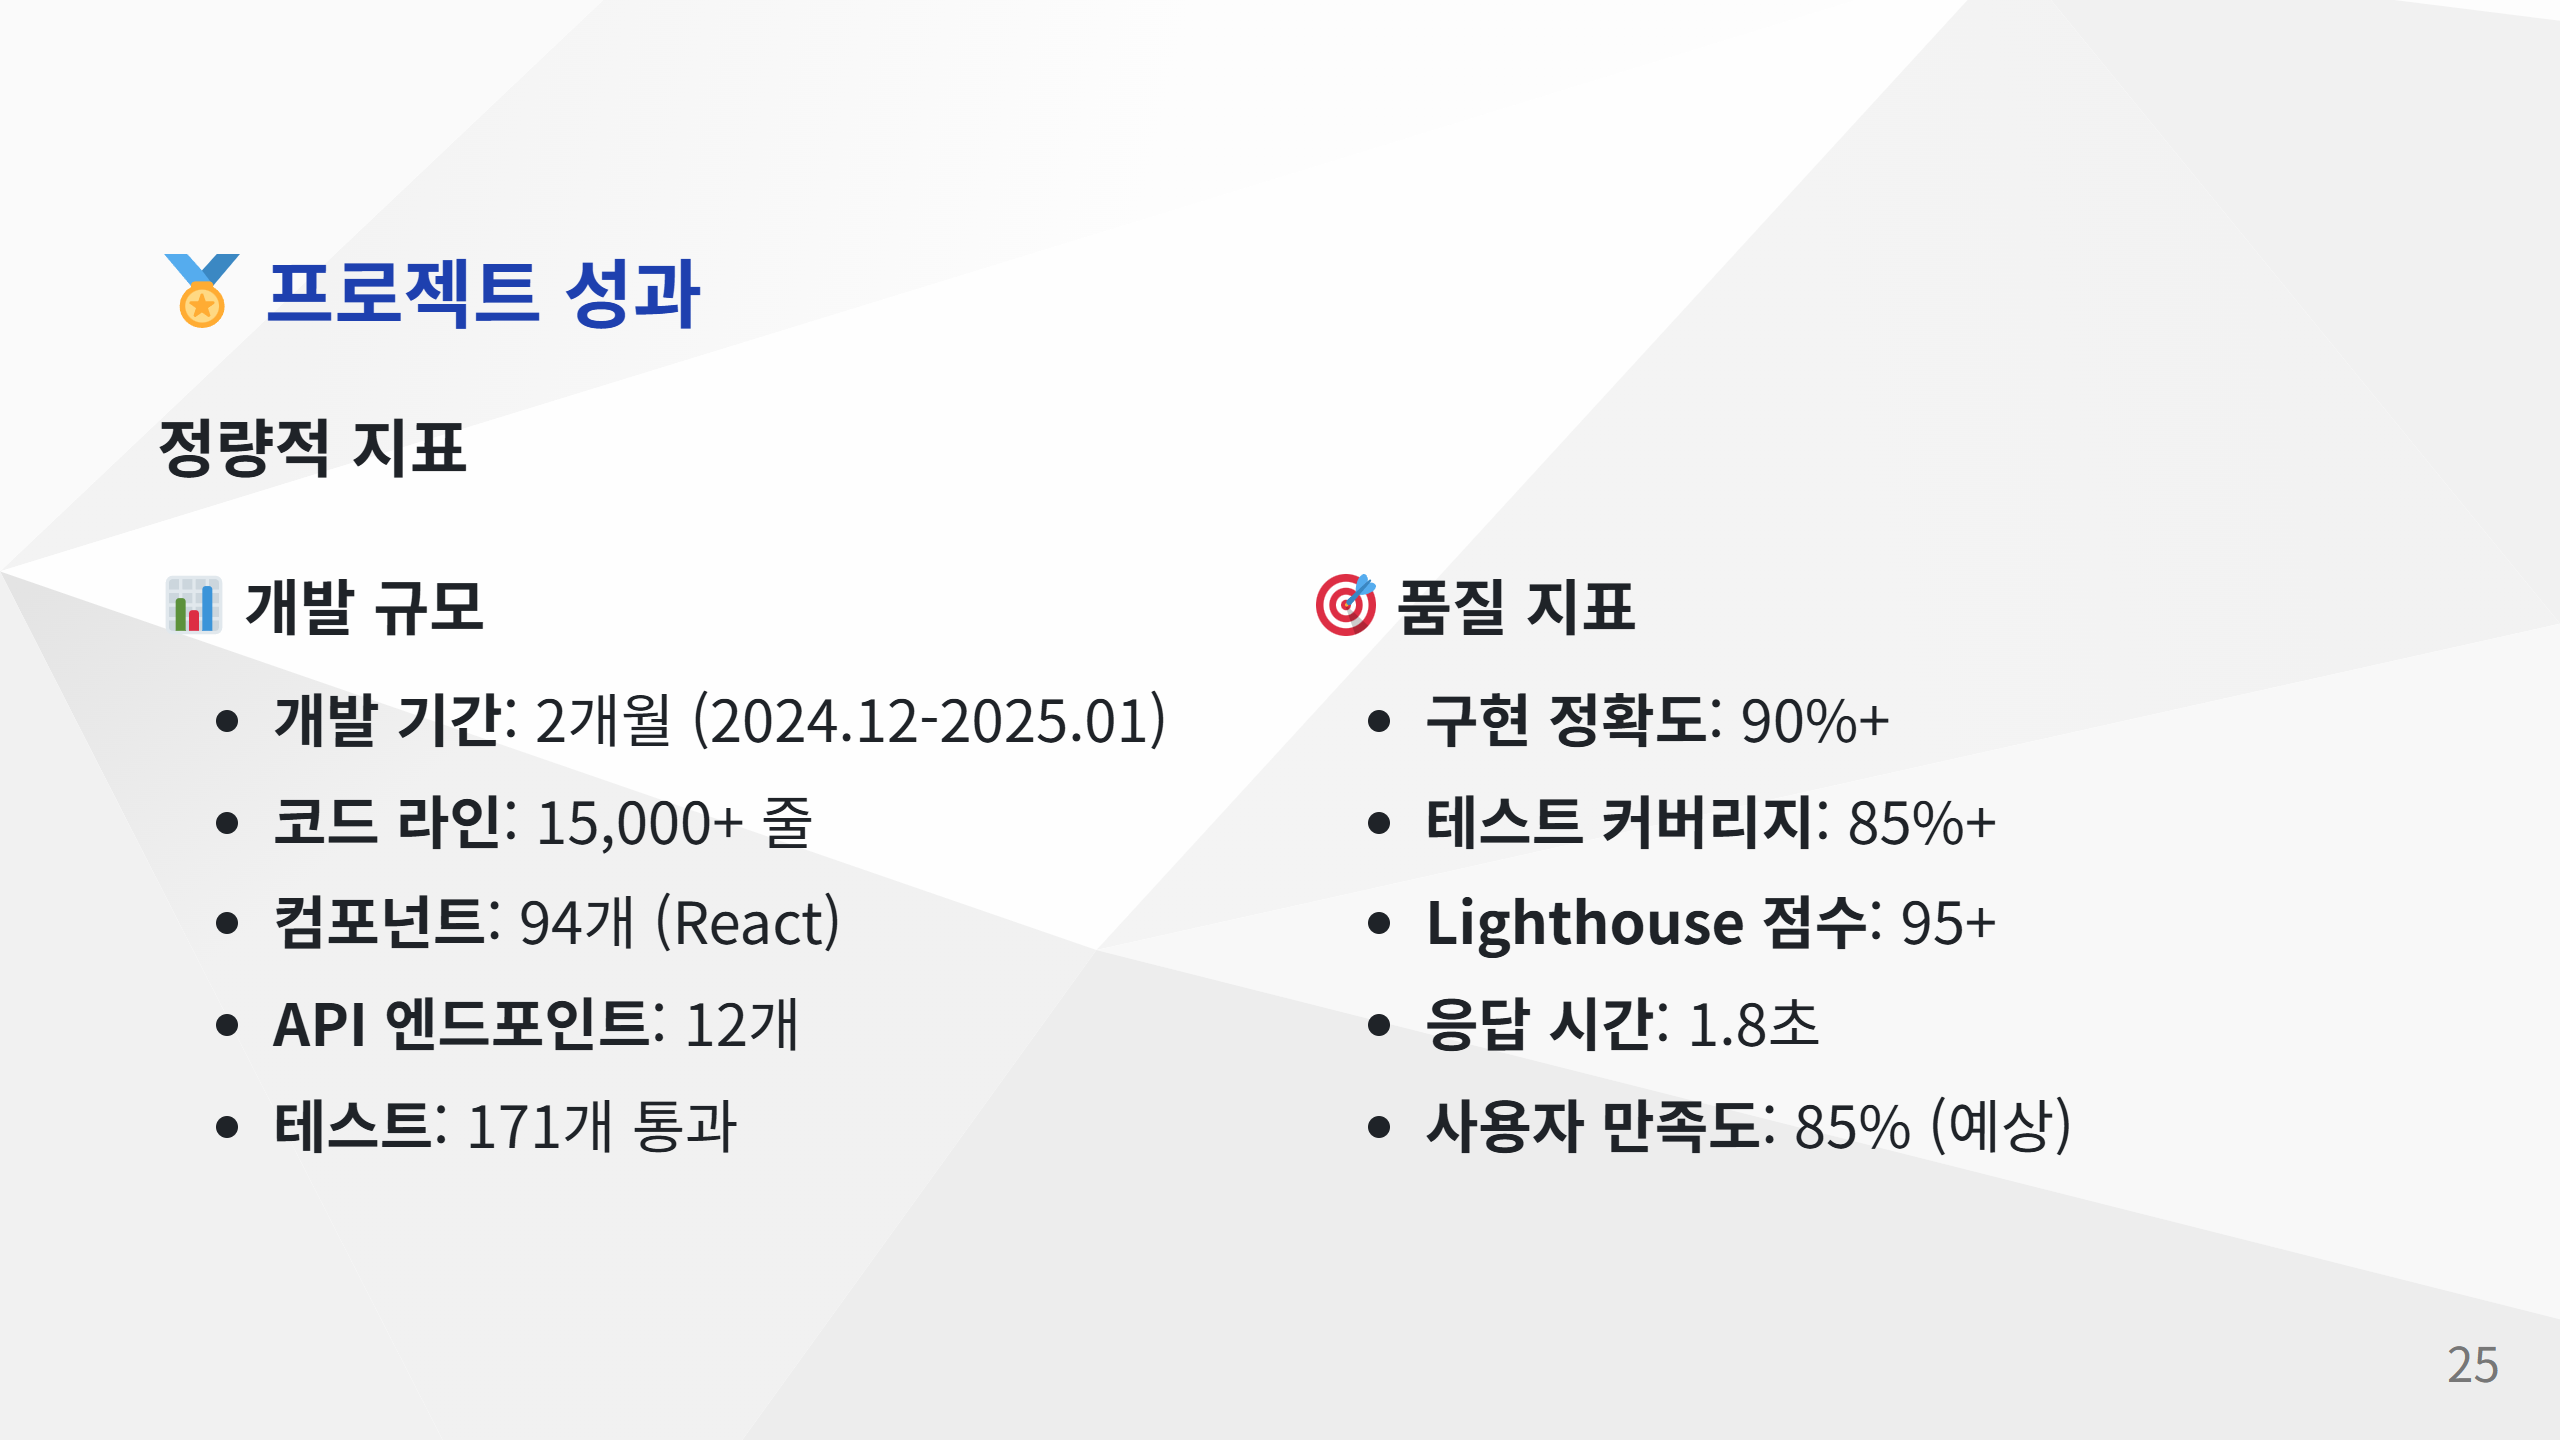 프로젝트 성과
정량적 지표
개발 규모
개발 기간: 2개월 (2024.12-2025.01)
코드 라인: 15,000+ 줄
컴포넌트: 94개 (React)
API 엔드포인트: 12개
테스트: 171개 통과
품질 지표
구현 정확도: 90%+
테스트 커버리지: 85%+
Lighthouse 점수: 95+
응답 시간: 1.8초
사용자 만족도: 85% (예상)
25